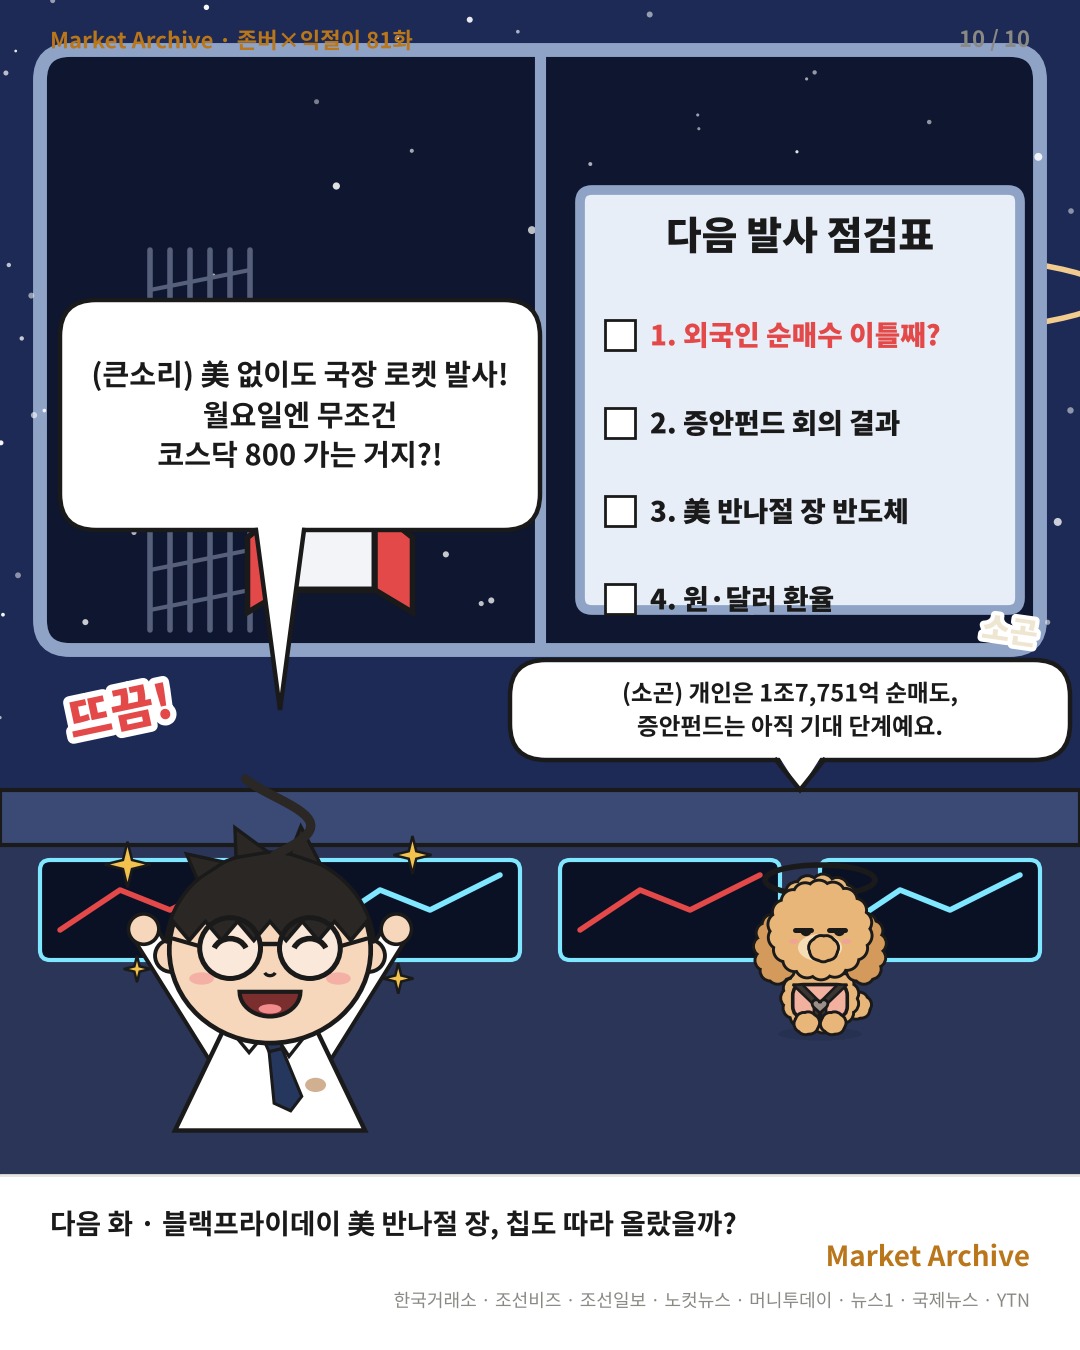 Market Archive · 존버×익절이 81화
10 / 10
다음 발사 점검표
1. 외국인 순매수 이틀째?
2. 증안펀드 회의 결과
3. 美 반나절 장 반도체
4. 원·달러 환율
(큰소리) 美 없이도 국장 로켓 발사!
월요일엔 무조건
코스닥 800 가는 거지?!
소곤
뜨끔!
(소곤) 개인은 1조7,751억 순매도,
증안펀드는 아직 기대 단계예요.
다음 화 · 블랙프라이데이 美 반나절 장, 칩도 따라 올랐을까?
Market Archive
한국거래소 · 조선비즈 · 조선일보 · 노컷뉴스 · 머니투데이 · 뉴스1 · 국제뉴스 · YTN